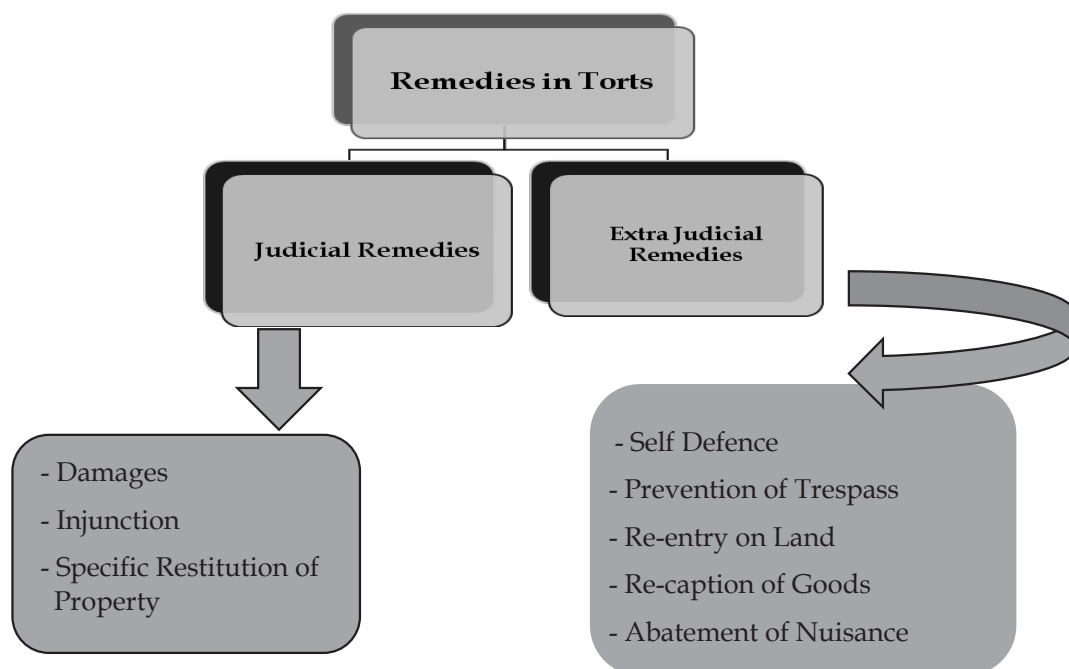 Remedies in Torts
Judicial Remedies
Extra Judicial
Remedies
- Damages
- Injunction
- Specific Restitution of
Property
- Self Defence
- Prevention of Trespass
- Re-entry on Land
- Re-caption of Goods
- Abatement of Nuisance